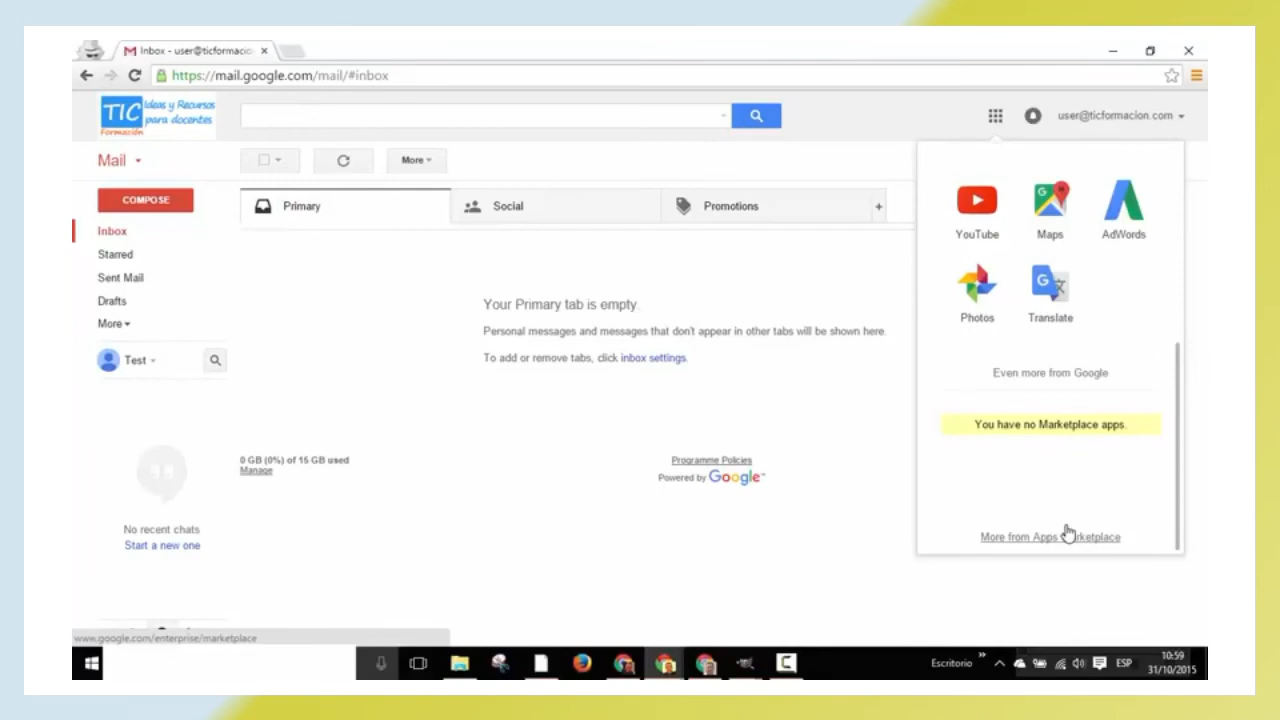 Inbox - user@ticformacio
https://mail.google.com/mail/#inbox
TIC Ideas y Recursos
para docentes
Formación
user@ticformacion.com
Mail
More
COMPOSE
Primary
Social
Promotions
+
Inbox
Starred
Sent Mail
Drafts
More
Test
Your Primary tab is empty.
Personal messages and messages that don't appear in other tabs will be shown here.
To add or remove tabs, click inbox settings.
0 GB (0%) of 15 GB used
Manage
Programme Policies
Powered by Google™
No recent chats
Start a new one
YouTube
Maps
AdWords
Photos
Translate
Even more from Google
You have no Marketplace apps.
More from Apps
www.google.com/enterprise/marketplace
Escritorio
ESP
10:59
31/10/2015